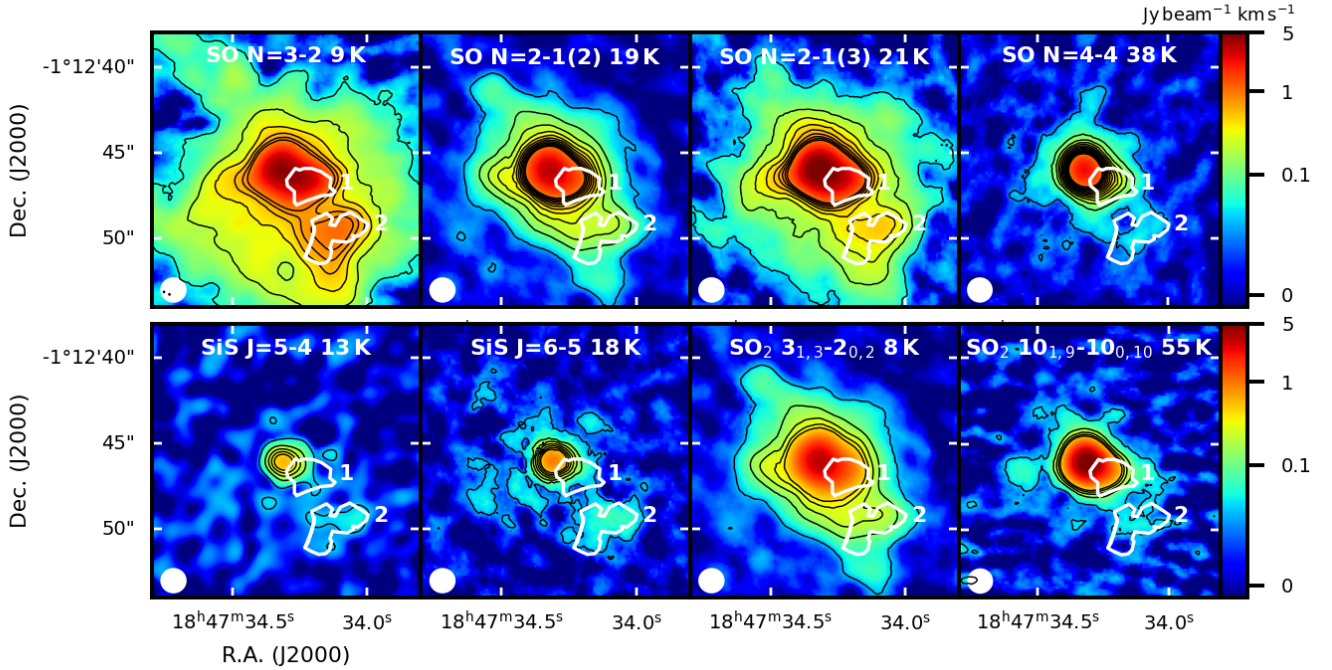 Jy beam⁻¹ km s⁻¹
SO N=3-2 9 K
SO N=2-1(2) 19 K
SO N=2-1(3) 21 K
SO N=4-4 38 K
5
1
0.1
0
-1°12'40"
45"
50"
Dec. (J2000)
1
2
1
2
1
2
1
2
SiS J=5-4 13 K
SiS J=6-5 18 K
SO₂ 3₁,₃-2₀,₂ 8 K
SO₂ 10₁,₉-10₀,₁₀ 55 K
5
1
0.1
0
-1°12'40"
45"
50"
Dec. (J2000)
1
2
1
2
1
2
1
2
18ʰ47ᵐ34.5ˢ
34.0ˢ
18ʰ47ᵐ34.5ˢ
34.0ˢ
18ʰ47ᵐ34.5ˢ
34.0ˢ
18ʰ47ᵐ34.5ˢ
34.0ˢ
R.A. (J2000)